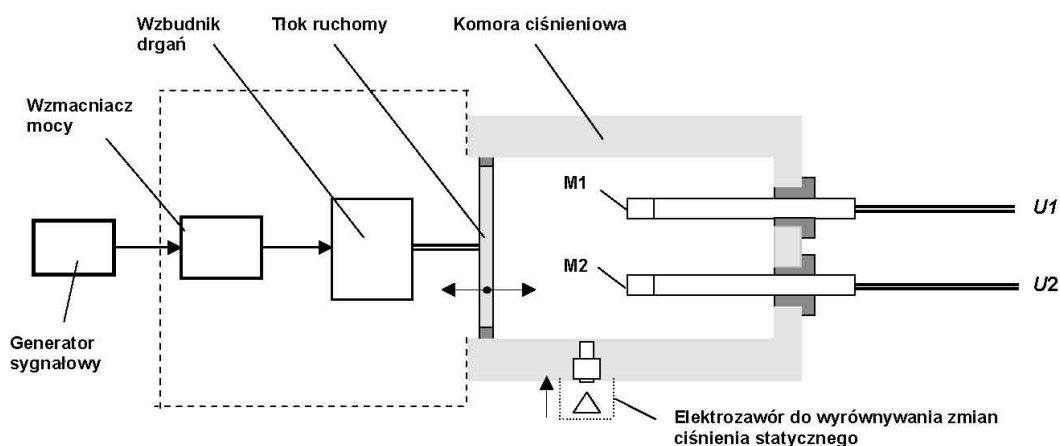 Wzbudnik
drgań
Tłok ruchomy
Komora ciśnieniowa
Wzmacniacz
mocy
M1
U1
M2
U2
Generator
sygnałowy
Elektrozawór do wyrównywania zmian
ciśnienia statycznego